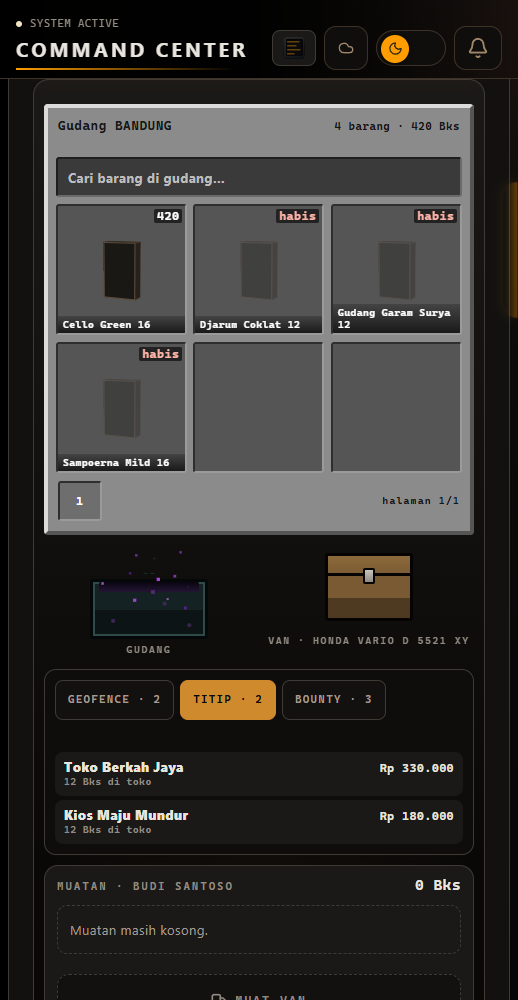 SYSTEM ACTIVE
COMMAND CENTER
Gudang BANDUNG
4 barang · 420 Bks
Cari barang di gudang…
420
habis
habis
Cello Green 16
Djarum Coklat 12
Gudang Garam Surya
12
habis
Sampoerna Mild 16
1
halaman 1/1
GUDANG
VAN · HONDA VARIO D 5521 XY
GEOFENCE · 2
TITIP · 2
BOUNTY · 3
Toko Berkah Jaya
Rp 330.000
12 Bks di toko
Kios Maju Mundur
Rp 180.000
12 Bks di toko
MUATAN · BUDI SANTOSO
0 Bks
Muatan masih kosong.
MUAT VAN